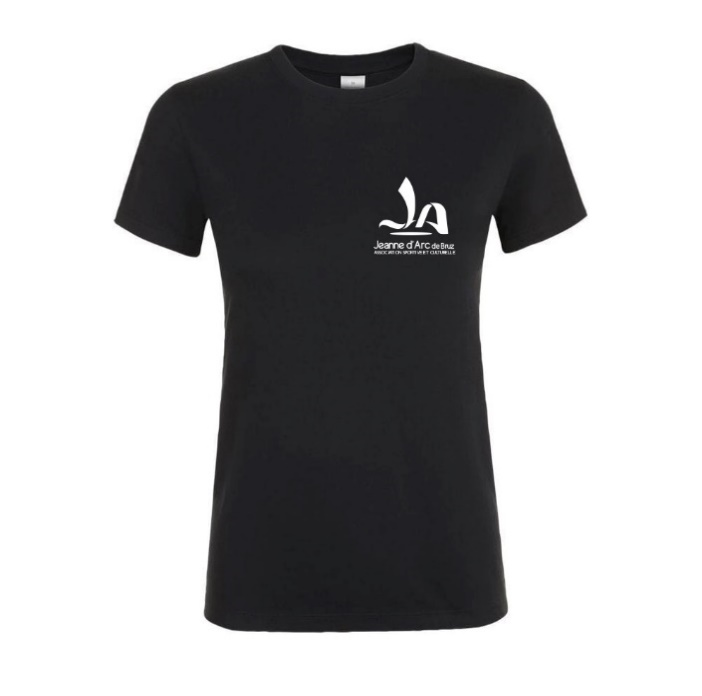 JA
Jeanne d'Arc de Bruz
ASSOCIATION SPORTIVE ET CULTURELLE